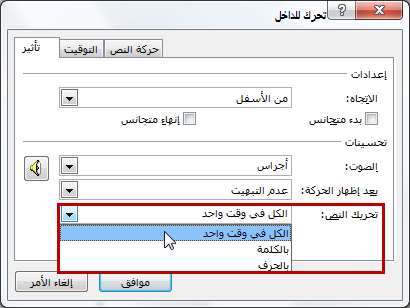 تحرك للداخل
تأثير التوقيت حركة النص
إعدادات
الاتجاه: من الأسفل
بدء متجانس إنهاء متجانس
تحسينات
الصوت: أجراس
بعد إظهار الحركة: عدم التبهيت
تحريك النص: الكل في وقت واحد
الكل في وقت واحد
بالكلمة
بالحرف
موافق إلغاء الأمر